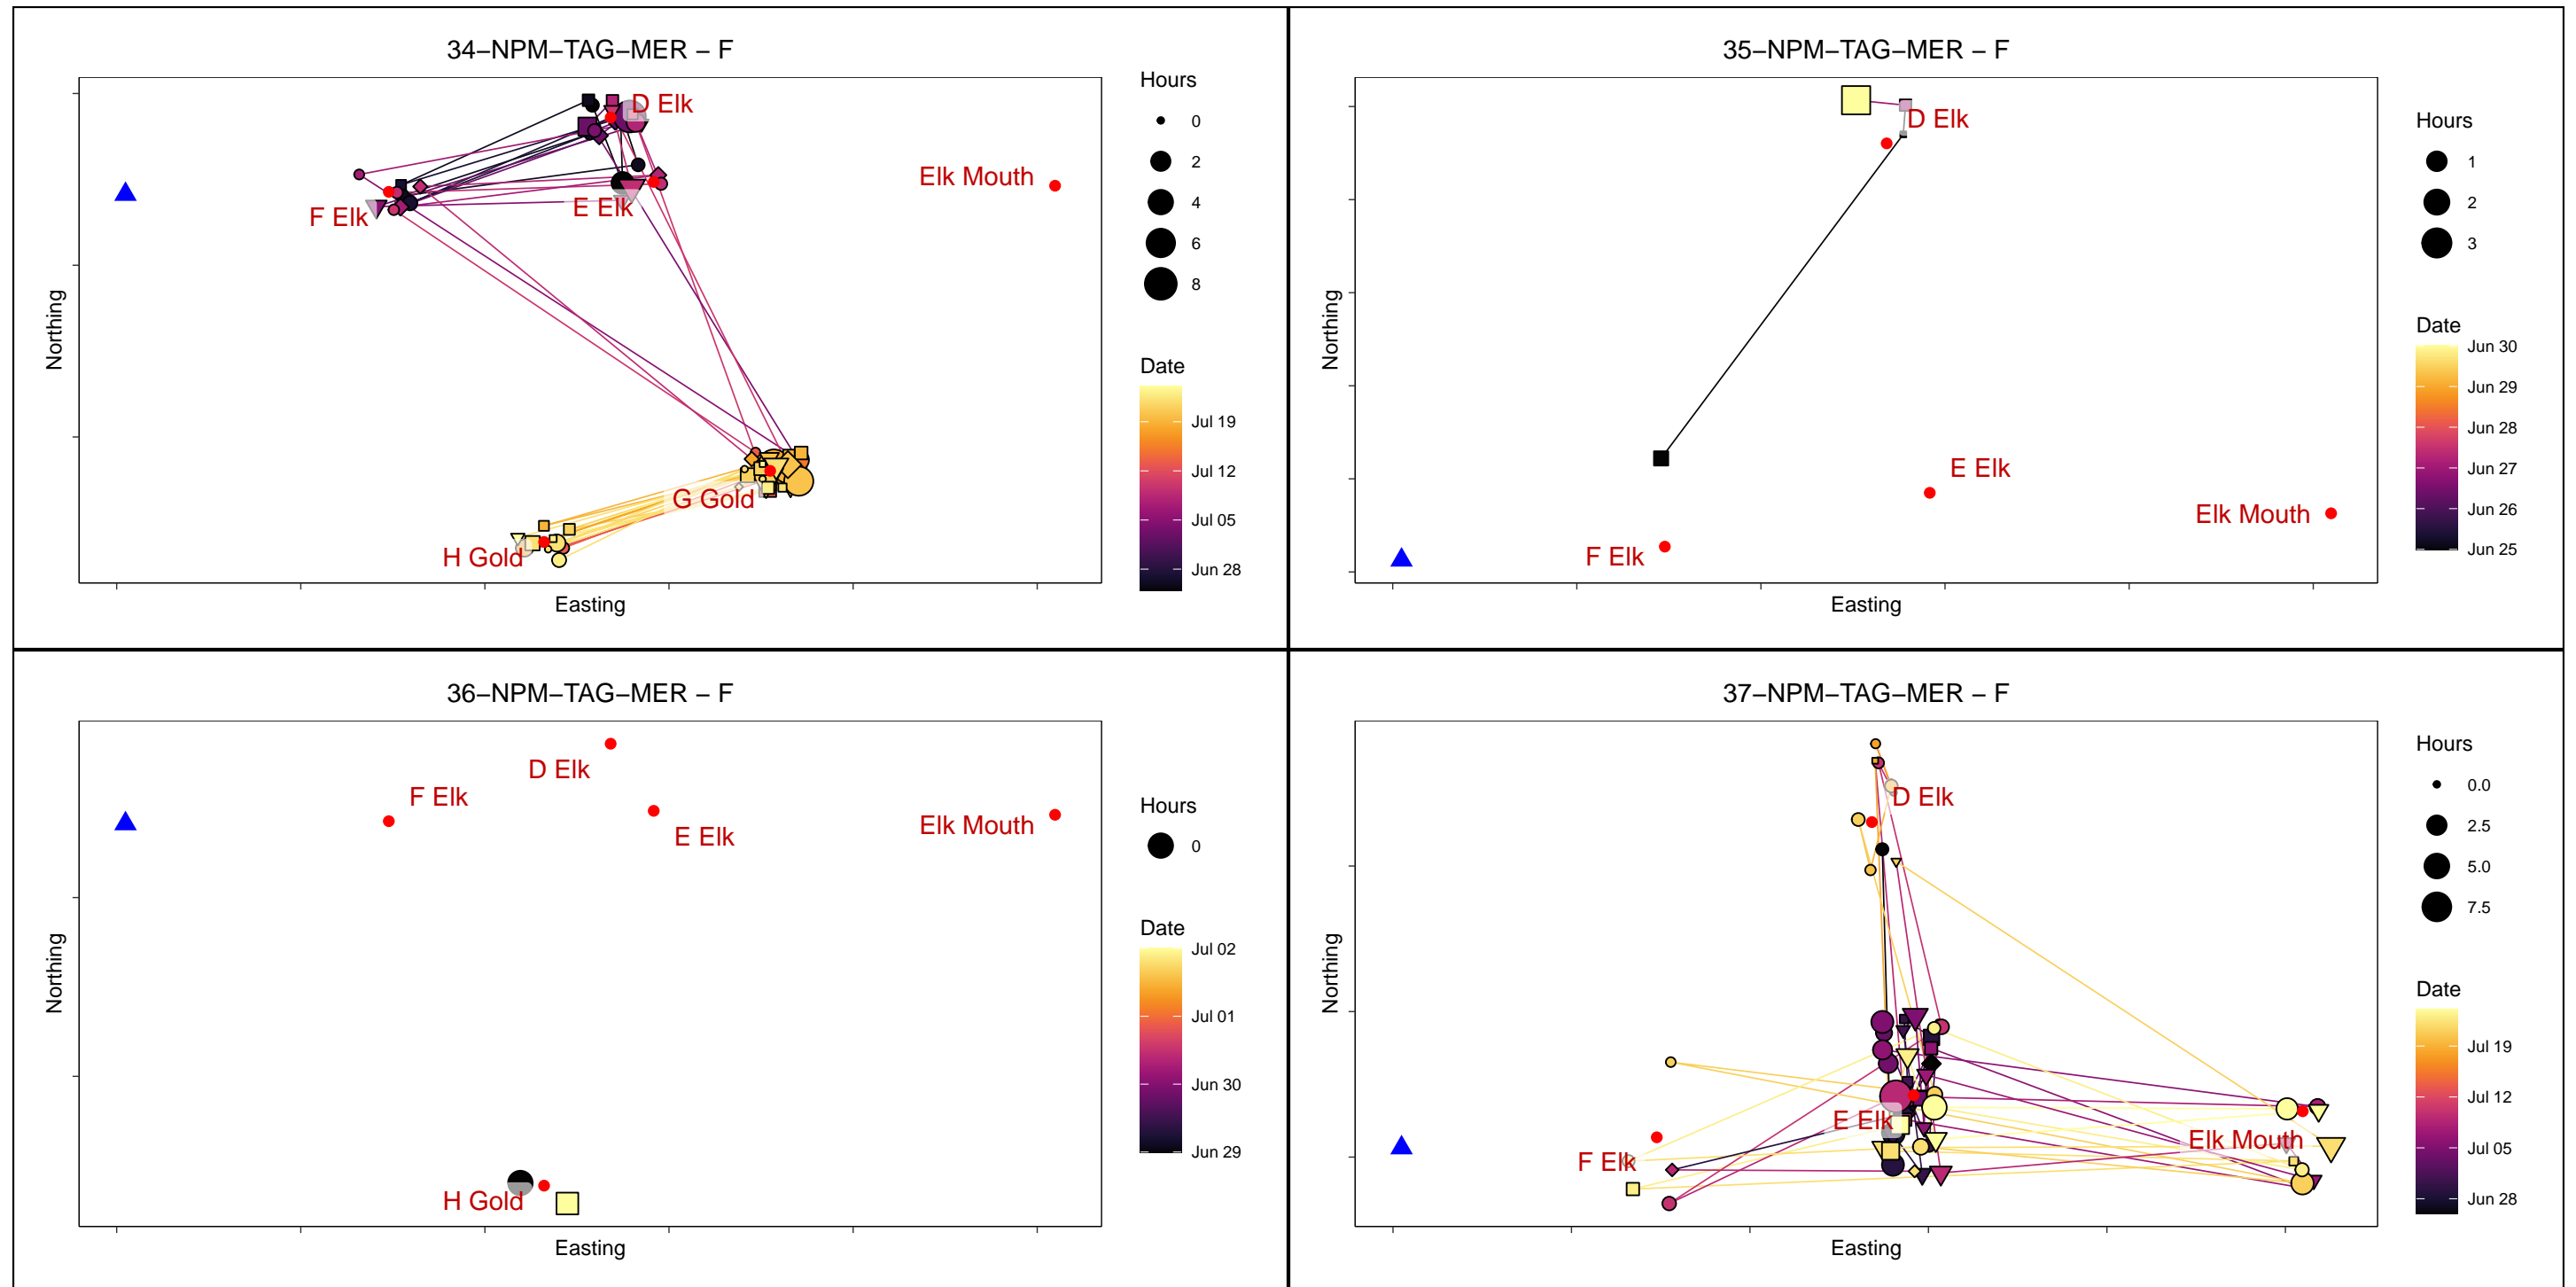 34–NPM–TAG–MER – F
D Elk
Elk Mouth
F Elk
E Elk
G Gold
H Gold
Northing
Easting
Hours
0
2
4
6
8
Date
Jul 19
Jul 12
Jul 05
Jun 28
35–NPM–TAG–MER – F
D Elk
E Elk
Elk Mouth
F Elk
Northing
Easting
Hours
1
2
3
Date
Jun 30
Jun 29
Jun 28
Jun 27
Jun 26
Jun 25
36–NPM–TAG–MER – F
D Elk
F Elk
Elk Mouth
E Elk
H Gold
Northing
Easting
Hours
0
Date
Jul 02
Jul 01
Jun 30
Jun 29
37–NPM–TAG–MER – F
D Elk
E Elk
Elk Mouth
F Elk
Northing
Easting
Hours
0.0
2.5
5.0
7.5
Date
Jul 19
Jul 12
Jul 05
Jun 28